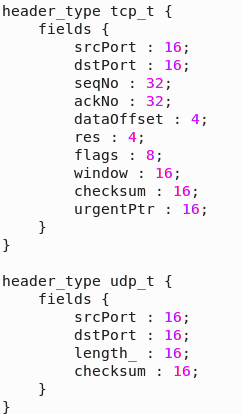 header_type tcp_t {
    fields {
        srcPort : 16;
        dstPort : 16;
        seqNo : 32;
        ackNo : 32;
        dataOffset : 4;
        res : 4;
        flags : 8;
        window : 16;
        checksum : 16;
        urgentPtr : 16;
    }
}

header_type udp_t {
    fields {
        srcPort : 16;
        dstPort : 16;
        length_ : 16;
        checksum : 16;
    }
}